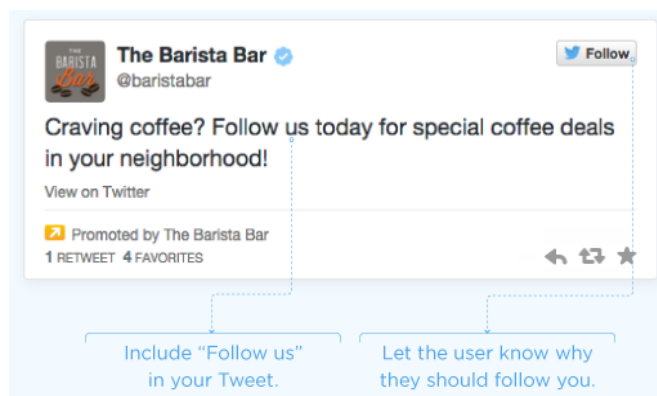 THE
BARISTA
Bar
The Barista Bar
@baristabar
Follow
Craving coffee? Follow us today for special coffee deals
in your neighborhood!
View on Twitter
Promoted by The Barista Bar
1 RETWEET 4 FAVORITES
Include “Follow us”
in your Tweet.
Let the user know why
they should follow you.